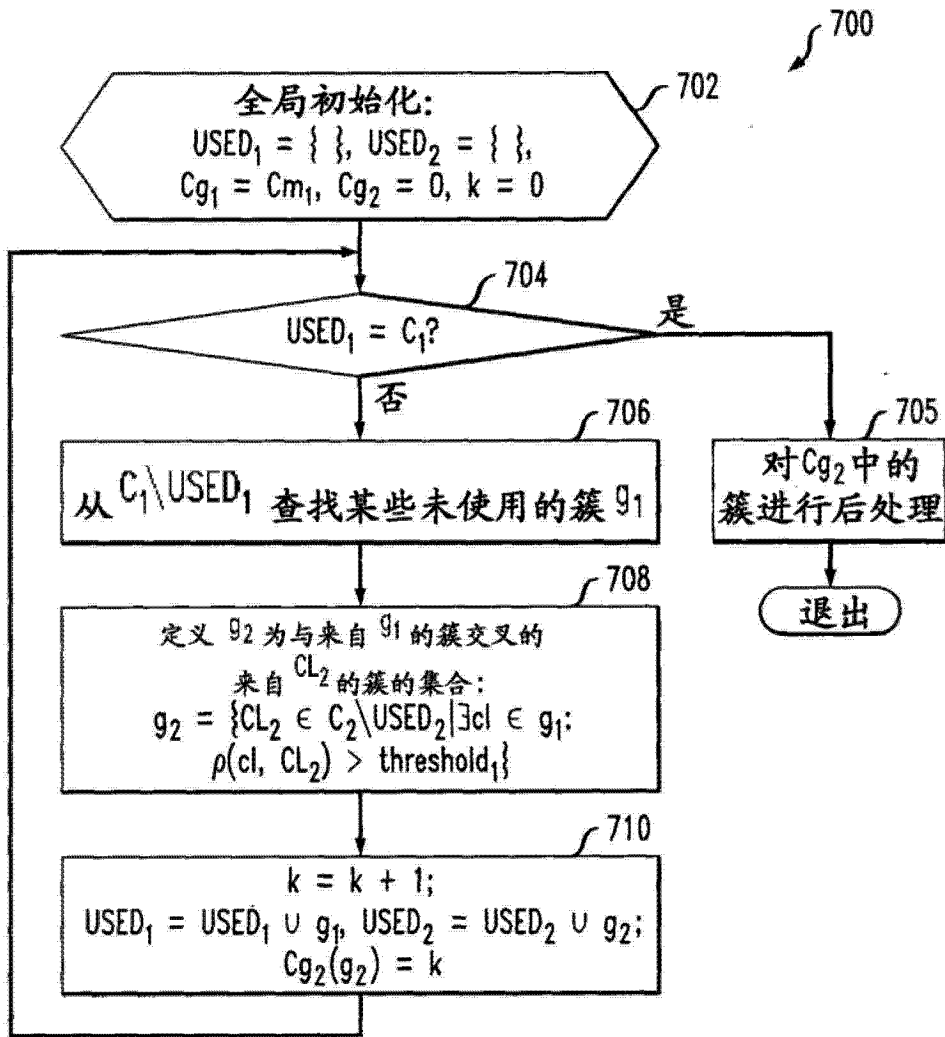 700
702
全局初始化:
USED₁ = { }, USED₂ = { },
Cg₁ = Cm₁, Cg₂ = 0, k = 0
704
USED₁ = C₁?
是
否
706
从 C₁\USED₁ 查找某些未使用的簇 g₁
705
对Cg₂中的
簇进行后处理
退出
708
定义 g₂ 为与来自 g₁ 的簇交叉的
来自 CL₂ 的簇的集合:
g₂ = {CL₂ ∈ C₂\USED₂|∃cl ∈ g₁:
ρ(cl, CL₂) > threshold₁}
710
k = k + 1;
USED₁ = USED₁ ∪ g₁, USED₂ = USED₂ ∪ g₂;
Cg₂(g₂) = k